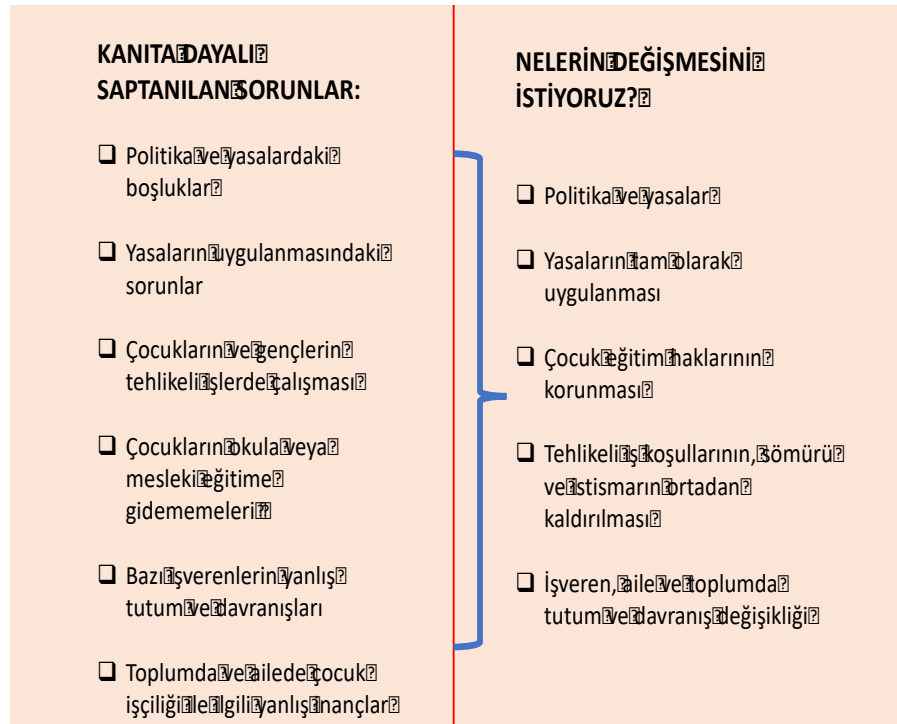 KANITA DAYALI
SAPTANILAN SORUNLAR:
❑ Politika ve yasalardaki
boşluklar
❑ Yasaların uygulanmasındaki
sorunlar
❑ Çocukların ve gençlerin
tehlikeli işlerde çalışması
❑ Çocukların okula veya
mesleki eğitime
gidememeleri
❑ Bazı işverenlerin yanlış
tutum ve davranışları
❑ Toplumda ve ailede çocuk
işçiliği ile ilgili yanlış inançlar
NELERİN DEĞİŞMESİNİ
İSTİYORUZ?
❑ Politika ve yasalar
❑ Yasaların tam olarak
uygulanması
❑ Çocuk eğitim haklarının
korunması
❑ Tehlikeli iş koşullarının, sömürü
ve istismarın ortadan
kaldırılması
❑ İşveren, aile ve toplumda
tutum ve davranış değişikliği